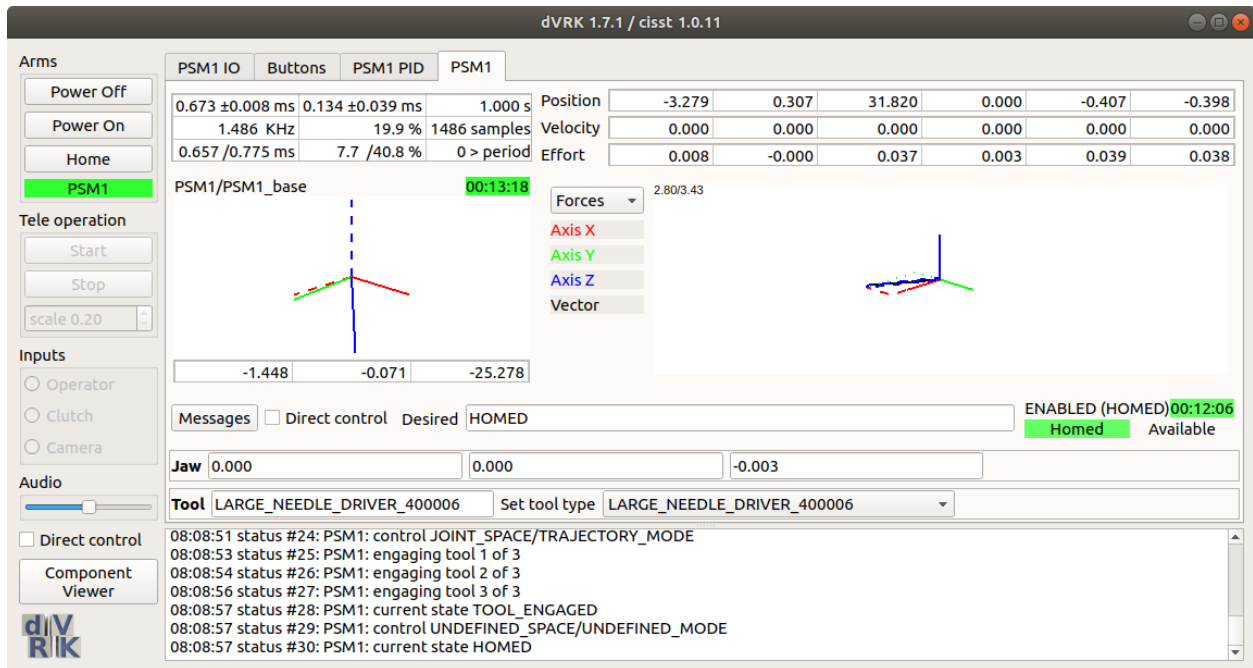 dVRK 1.7.1 / cisst 1.0.11
Arms
Power Off
Power On
Home
PSM1
Tele operation
Start
Stop
scale 0.20
Inputs
Operator
Clutch
Camera
Audio
Direct control
Component
Viewer
dVRK
PSM1 IO Buttons PSM1 PID PSM1
0.673 ±0.008 ms 0.134 ±0.039 ms 1.000 s
1.486 KHz 19.9 % 1486 samples
0.657 /0.775 ms 7.7 /40.8 % 0 > period
Position -3.279 0.307 31.820 0.000 -0.407 -0.398
Velocity 0.000 0.000 0.000 0.000 0.000 0.000
Effort 0.008 -0.000 0.037 0.003 0.039 0.038
PSM1/PSM1_base 00:13:18
-1.448 -0.071 -25.278
Forces
Axis X
Axis Y
Axis Z
Vector
2.80/3.43
Messages Direct control Desired HOMED
ENABLED (HOMED) 00:12:06
Homed Available
Jaw 0.000 0.000 -0.003
Tool LARGE_NEEDLE_DRIVER_400006 Set tool type LARGE_NEEDLE_DRIVER_400006
08:08:51 status #24: PSM1: control JOINT_SPACE/TRAJECTORY_MODE
08:08:53 status #25: PSM1: engaging tool 1 of 3
08:08:54 status #26: PSM1: engaging tool 2 of 3
08:08:56 status #27: PSM1: engaging tool 3 of 3
08:08:57 status #28: PSM1: current state TOOL_ENGAGED
08:08:57 status #29: PSM1: control UNDEFINED_SPACE/UNDEFINED_MODE
08:08:57 status #30: PSM1: current state HOMED